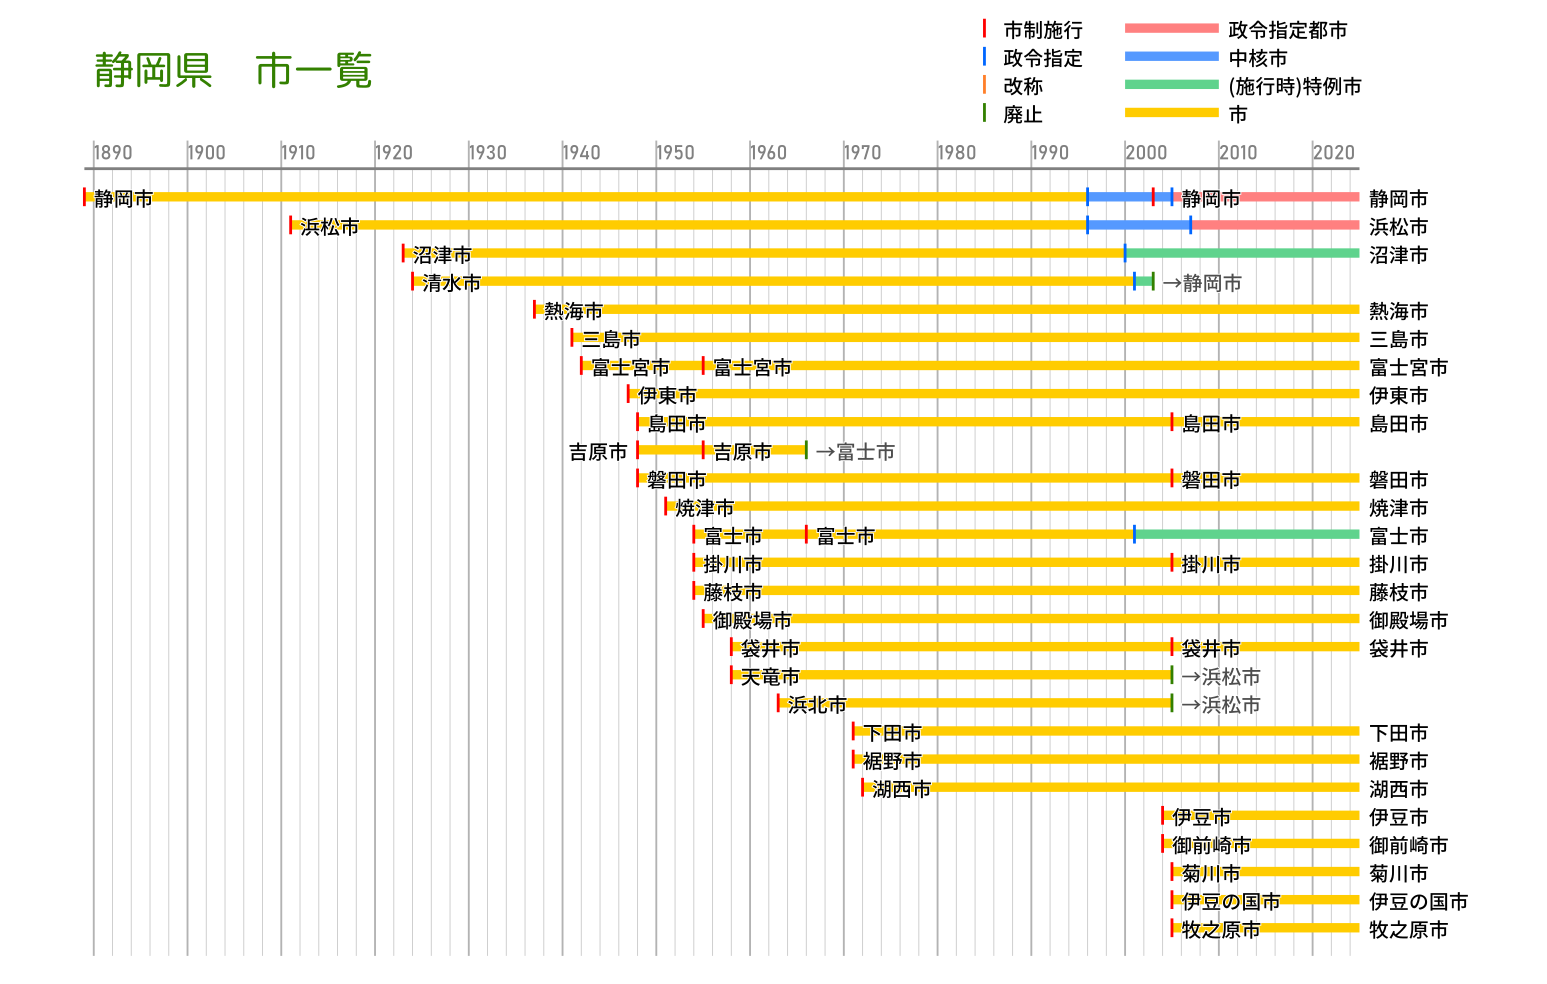 静岡県　市一覧
市制施行
政令指定
改称
廃止
政令指定都市
中核市
(施行時)特例市
市
1890 1900 1910 1920 1930 1940 1950 1960 1970 1980 1990 2000 2010 2020
静岡市 静岡市 静岡市
浜松市 浜松市
沼津市 沼津市
清水市 →静岡市
熱海市 熱海市
三島市 三島市
富士宮市 富士宮市 富士宮市
伊東市 伊東市
島田市 島田市 島田市
吉原市 吉原市 →富士市
磐田市 磐田市 磐田市
焼津市 焼津市
富士市 富士市 富士市
掛川市 掛川市 掛川市
藤枝市 藤枝市
御殿場市 御殿場市
袋井市 袋井市 袋井市
天竜市 →浜松市
浜北市 →浜松市
下田市 下田市
裾野市 裾野市
湖西市 湖西市
伊豆市 伊豆市
御前崎市 御前崎市
菊川市 菊川市
伊豆の国市 伊豆の国市
牧之原市 牧之原市